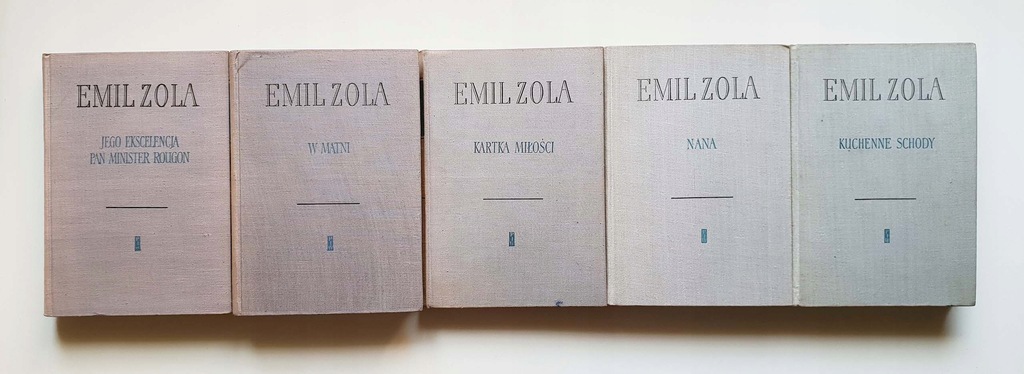 EMIL ZOLA
JEGO EKSCELENCJA
PAN MINISTER ROUGON
EMIL ZOLA
W MATNI
EMIL ZOLA
KARTKA MIŁOŚCI
EMIL ZOLA
NANA
EMIL ZOLA
KUCHENNE SCHODY